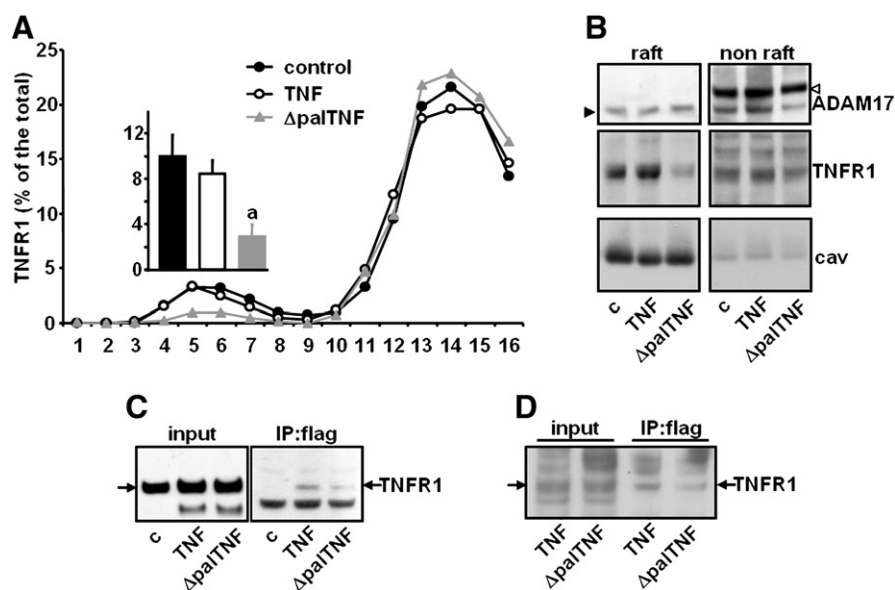 A
TNFR1 (% of the total)
25
20
15
10
5
0
control
TNF
ΔpalTNF
12
8
4
0
a
1 2 3 4 5 6 7 8 9 10 11 12 13 14 15 16
B
raft non raft
ADAM17
TNFR1
cav
c TNF ΔpalTNF c TNF ΔpalTNF
C
input IP:flag
TNFR1
c TNF ΔpalTNF c TNF ΔpalTNF
D
input IP:flag
TNFR1
TNF ΔpalTNF TNF ΔpalTNF